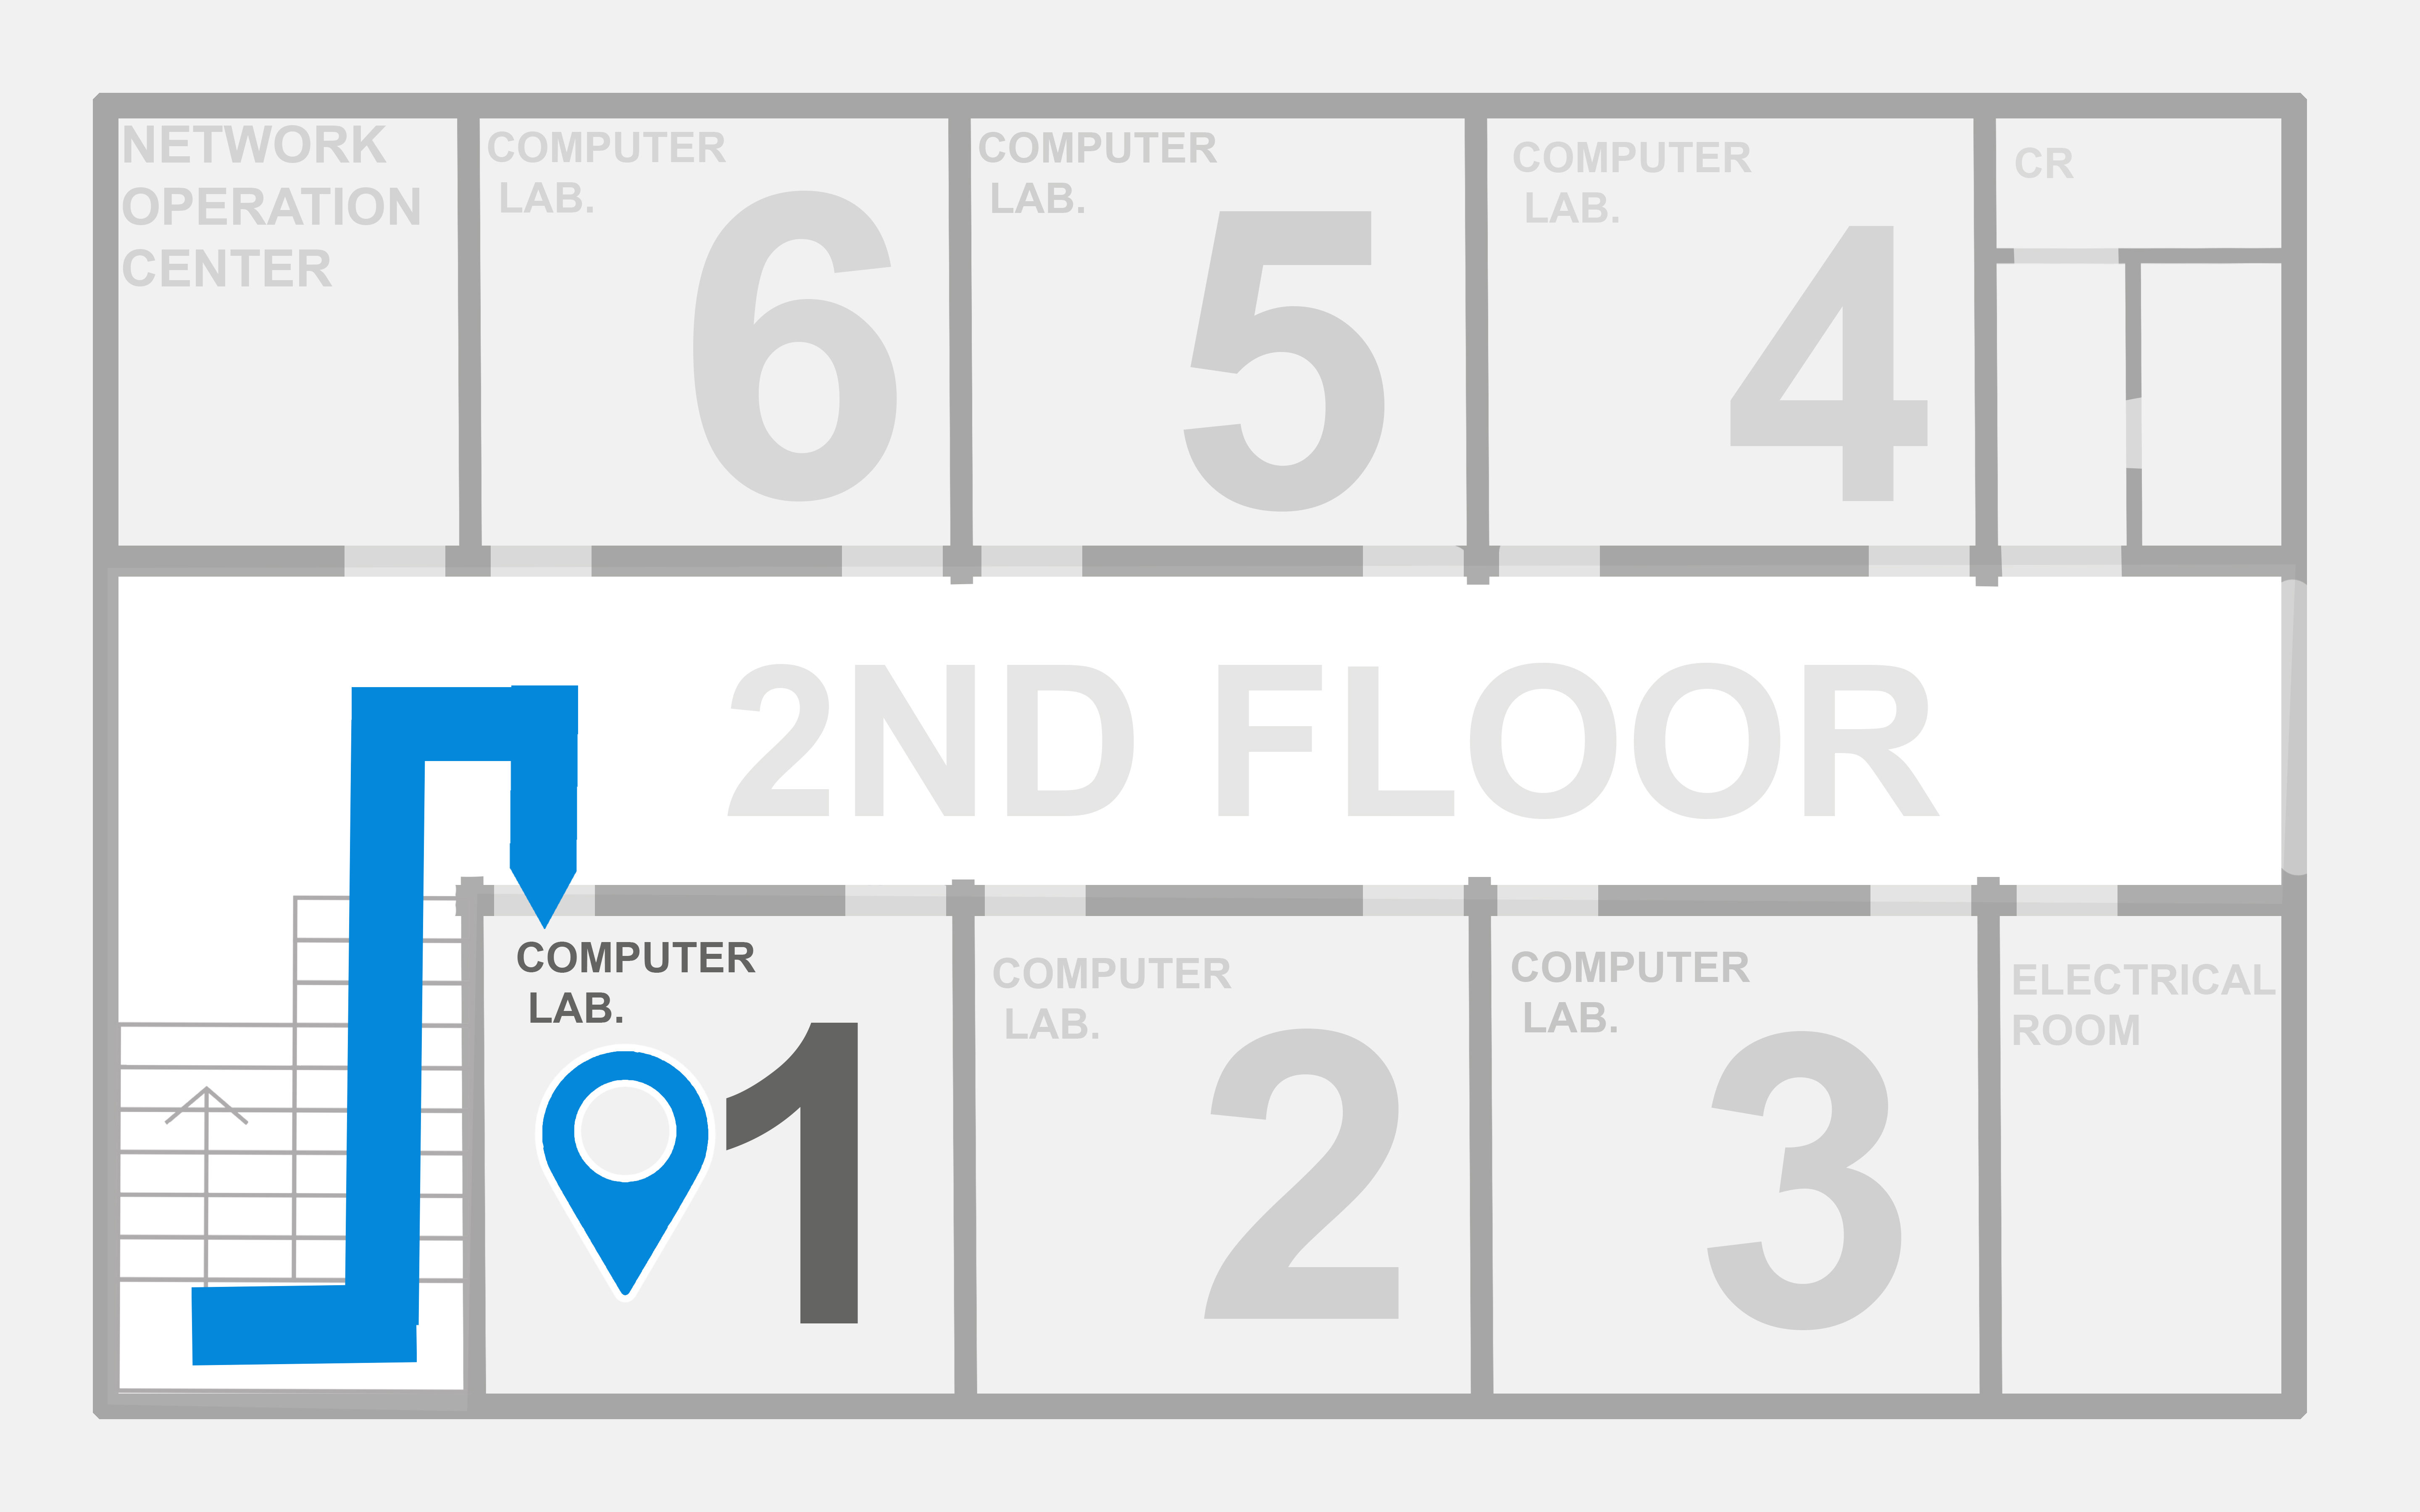 NETWORK
OPERATION
CENTER
COMPUTER
LAB.
6
COMPUTER
LAB.
5
COMPUTER
LAB.
4
CR
2ND FLOOR
COMPUTER
LAB.
1
COMPUTER
LAB.
2
COMPUTER
LAB.
3
ELECTRICAL
ROOM